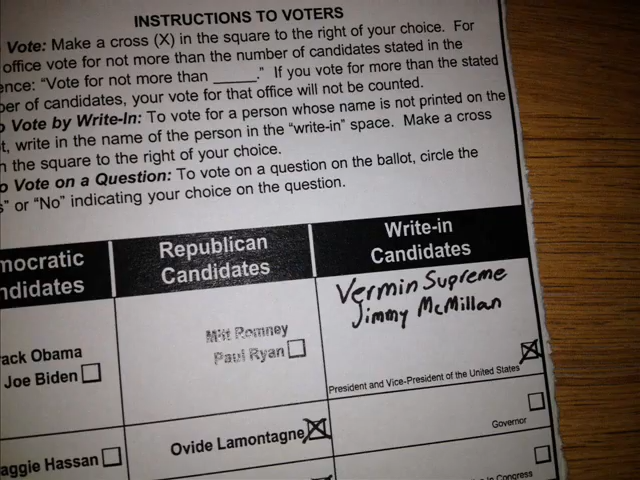 INSTRUCTIONS TO VOTERS
Vote: Make a cross (X) in the square to the right of your choice. For
office vote for not more than the number of candidates stated in the
ence: “Vote for not more than _____.” If you vote for more than the stated
ber of candidates, your vote for that office will not be counted.
o Vote by Write-In: To vote for a person whose name is not printed on the
t, write in the name of the person in the “write-in” space. Make a cross
n the square to the right of your choice.
o Vote on a Question: To vote on a question on the ballot, circle the
s” or “No” indicating your choice on the question.
mocratic
ndidates
Republican
Candidates
Write-in
Candidates
ack Obama
Joe Biden
Mitt Romney
Paul Ryan
Vermin Supreme
Jimmy McMillan
President and Vice-President of the United States
aggie Hassan
Ovide Lamontagne
Governor
in Congress